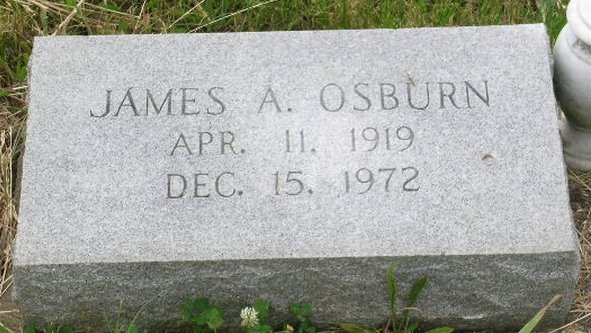 JAMES A. OSBURN
APR. 11. 1919
DEC. 15. 1972